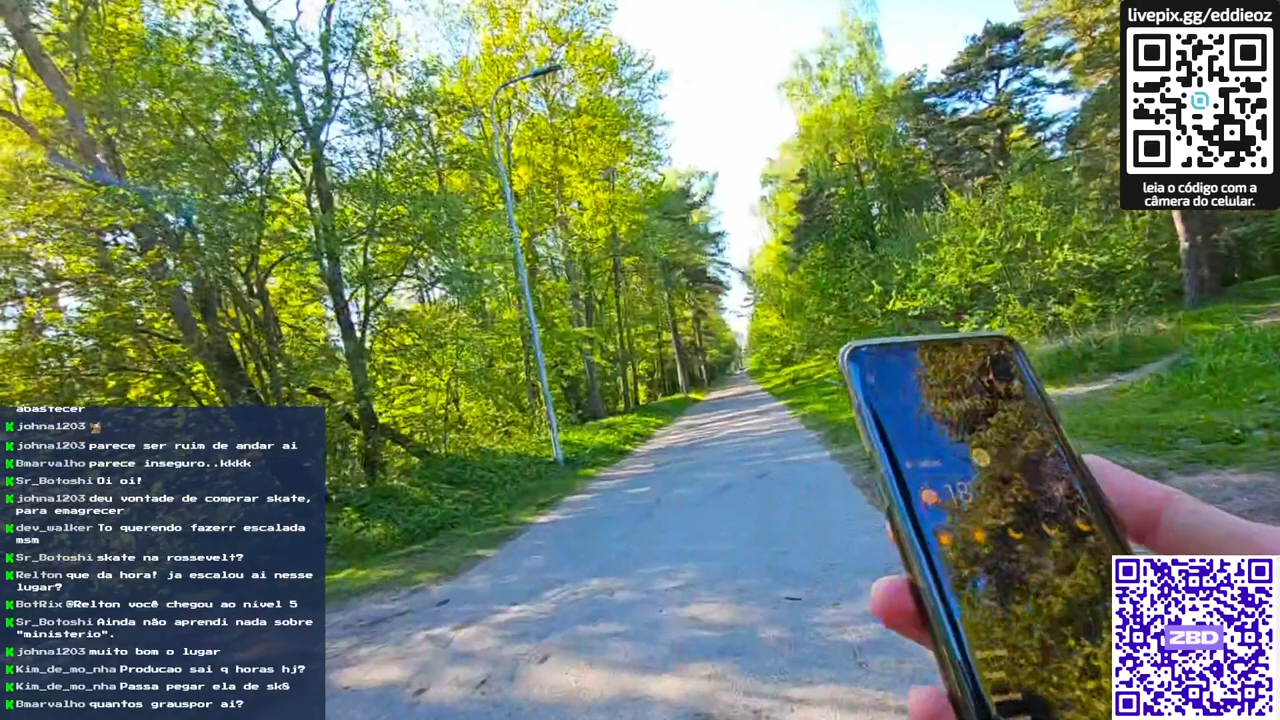 livepix.gg/eddieoz
leia o código com a
câmera do celular.
18
abastecer
johna1203
johna1203 parece ser ruim de andar ai
Bmarvalho parece inseguro..kkkk
Sr_Botoshi Oi oi!
johna1203 deu vontade de comprar skate,
para emagrecer
dev_walker To querendo fazerr escalada
msm
Sr_Botoshi skate na rossevelt?
Relton que da hora! ja escalou ai nesse
lugar?
BotRix @Relton você chegou ao nível 5
Sr_Botoshi Ainda não aprendi nada sobre
"ministerio".
johna1203 muito bom o lugar
Kim_de_mo_nha Producao sai q horas hj?
Kim_de_mo_nha Passa pegar ela de sk8
Bmarvalho quantos grauspor ai?
ZBD